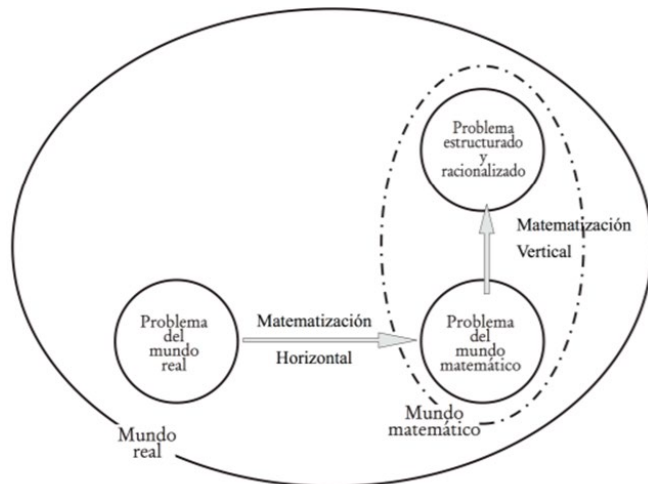 Problema
estructurado
y
racionalizado
Matematización
Vertical
Problema
del
mundo
real
Matematización
Horizontal
Problema
del
mundo
matemático
Mundo
matemático
Mundo
real